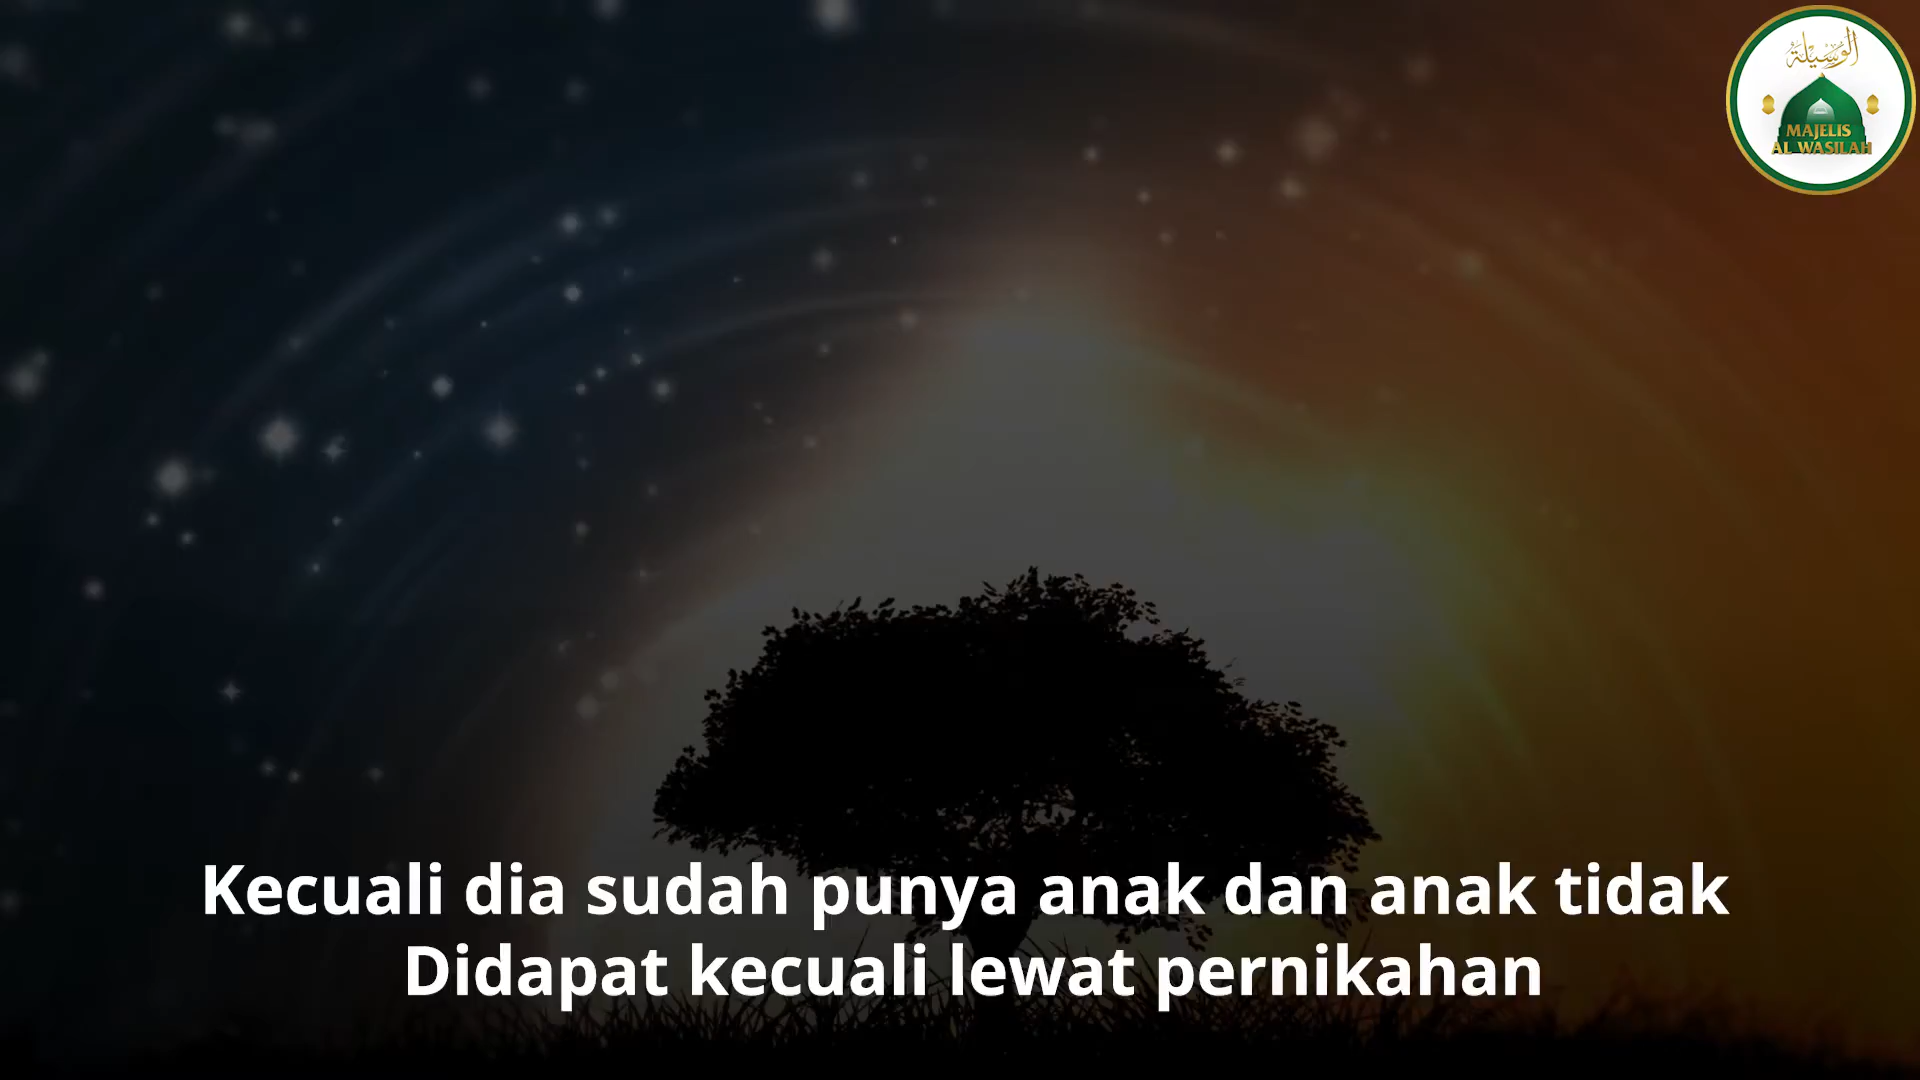 الوسيلة
MAJELIS
AL WASILAH
Kecuali dia sudah punya anak dan anak tidak
Didapat kecuali lewat pernikahan